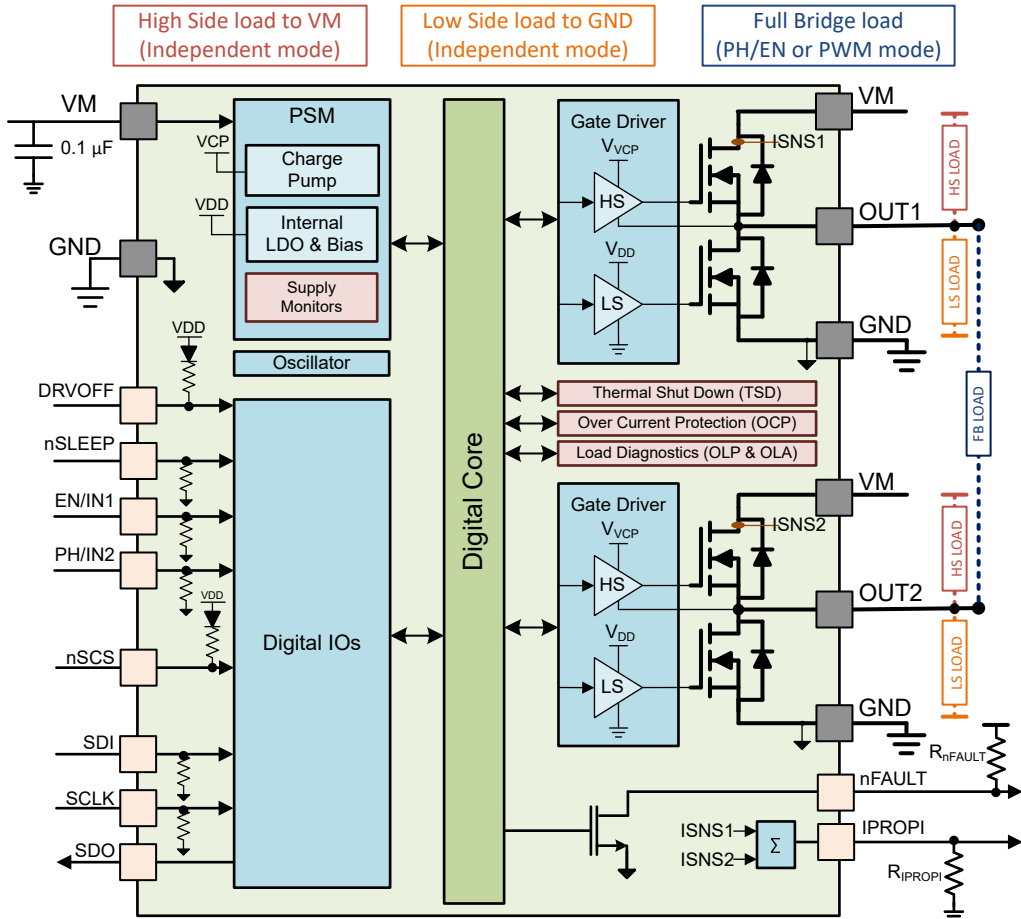 High Side load to VM
(Independent mode)
Low Side load to GND
(Independent mode)
Full Bridge load
(PH/EN or PWM mode)
VM
0.1 µF
GND
PSM
VCP
Charge
Pump
VDD
Internal
LDO & Bias
Supply
Monitors
Oscillator
VDD
DRVOFF
nSLEEP
EN/IN1
PH/IN2
VDD
nSCS
SDI
SCLK
SDO
Digital IOs
Digital Core
Gate Driver
VVCP
HS
VDD
LS
ISNS1
VM
OUT1
GND
HS LOAD
LS LOAD
FB LOAD
Thermal Shut Down (TSD)
Over Current Protection (OCP)
Load Diagnostics (OLP & OLA)
Gate Driver
VVCP
HS
VDD
LS
ISNS2
VM
OUT2
GND
HS LOAD
LS LOAD
RnFAULT
nFAULT
ISNS1
ISNS2
Σ
IPROPI
RIPROPI